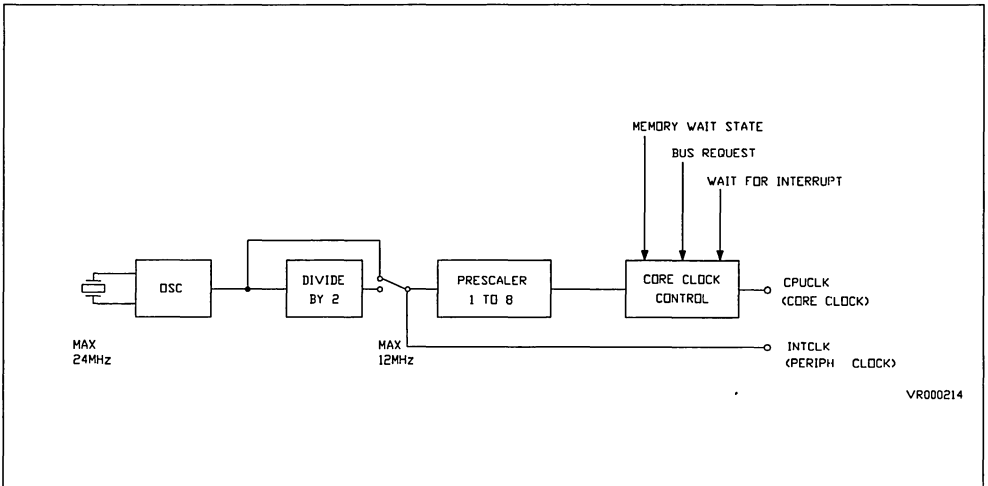 MEMORY WAIT STATE
BUS REQUEST
WAIT FOR INTERRUPT
OSC
DIVIDE
BY 2
PRESCALER
1 TO 8
CORE CLOCK
CONTROL
CPUCLK
(CORE CLOCK)
MAX
24MHz
MAX
12MHz
INTCLK
(PERIPH CLOCK)
VR000214